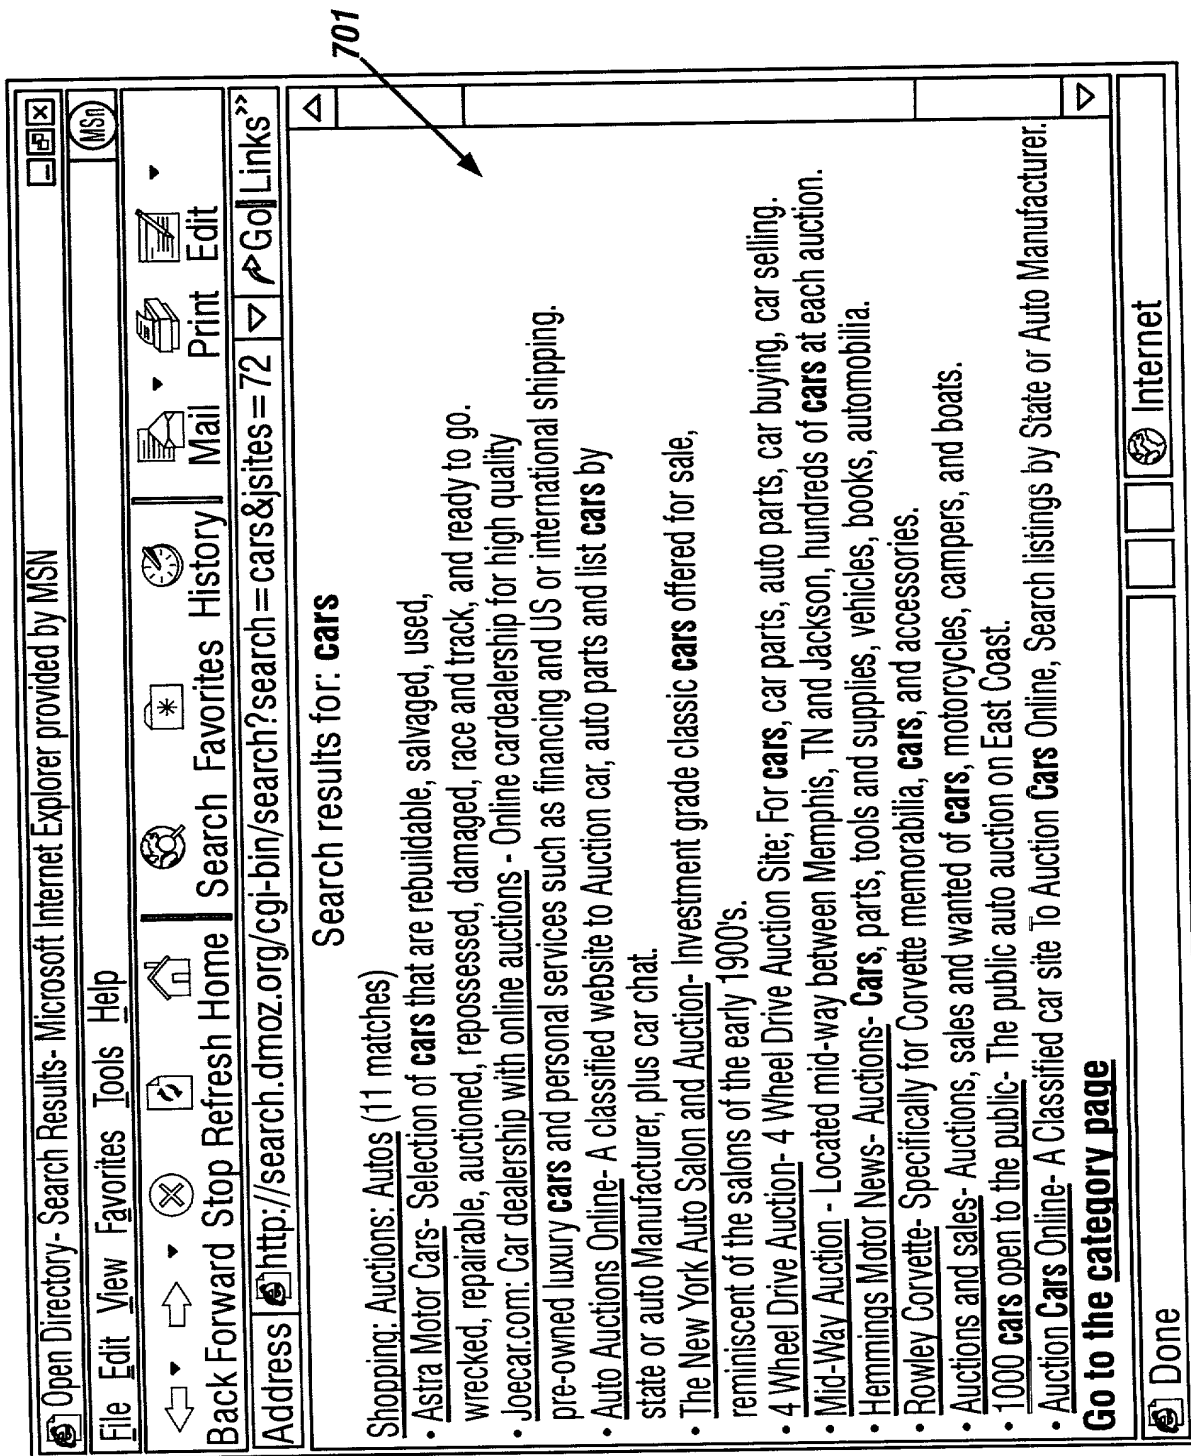 701
Open Directory- Search Results- Microsoft Internet Explorer provided by MSN
File Edit View Favorites Tools Help
MSn
Back Forward Stop Refresh Home Search Favorites History Mail Print Edit
Address http://search.dmoz.org/cgi-bin/search?search=cars&jsites=72 Go Links»
Search results for: cars
Shopping: Auctions: Autos (11 matches)
• Astra Motor Cars- Selection of cars that are rebuildable, salvaged, used,
wrecked, repairable, auctioned, repossessed, damaged, race and track, and ready to go.
• Joecar.com: Car dealership with online auctions - Online cardealership for high quality
pre-owned luxury cars and personal services such as financing and US or international shipping.
• Auto Auctions Online- A classified website to Auction car, auto parts and list cars by
state or auto Manufacturer, plus car chat.
• The New York Auto Salon and Auction- Investment grade classic cars offered for sale,
reminiscent of the salons of the early 1900's.
• 4 Wheel Drive Auction- 4 Wheel Drive Auction Site; For cars, car parts, auto parts, car buying, car selling.
• Mid-Way Auction - Located mid-way between Memphis, TN and Jackson, hundreds of cars at each auction.
• Hemmings Motor News- Auctions- Cars, parts, tools and supplies, vehicles, books, automobilia.
• Rowley Corvette- Specifically for Corvette memorabilia, cars, and accessories.
• Auctions and sales- Auctions, sales and wanted of cars, motorcycles, campers, and boats.
• 1000 cars open to the public- The public auto auction on East Coast.
• Auction Cars Online- A Classified car site To Auction Cars Online, Search listings by State or Auto Manufacturer.
Go to the category page
Done Internet